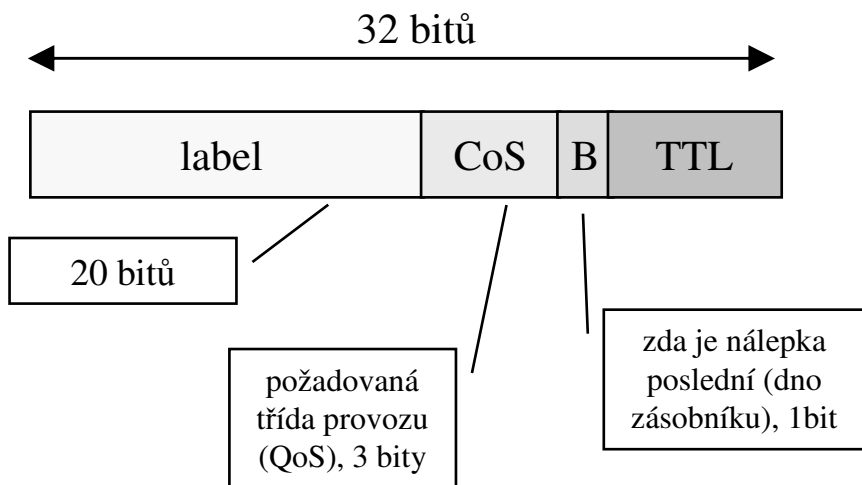 32 bitů
label CoS B TTL
20 bitů
požadovaná
třída provozu
(QoS), 3 bity
zda je nálepka
poslední (dno
zásobníku), 1bit